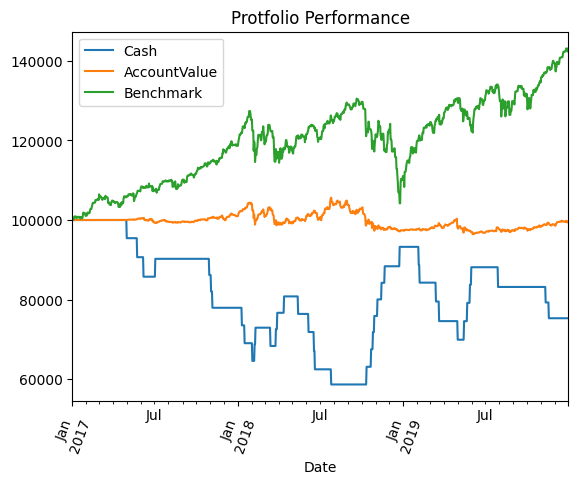 Protfolio Performance
Cash
AccountValue
Benchmark
140000
120000
100000
80000
60000
Jan
2017
Jul
Jan
2018
Jul
Jan
2019
Jul
Date